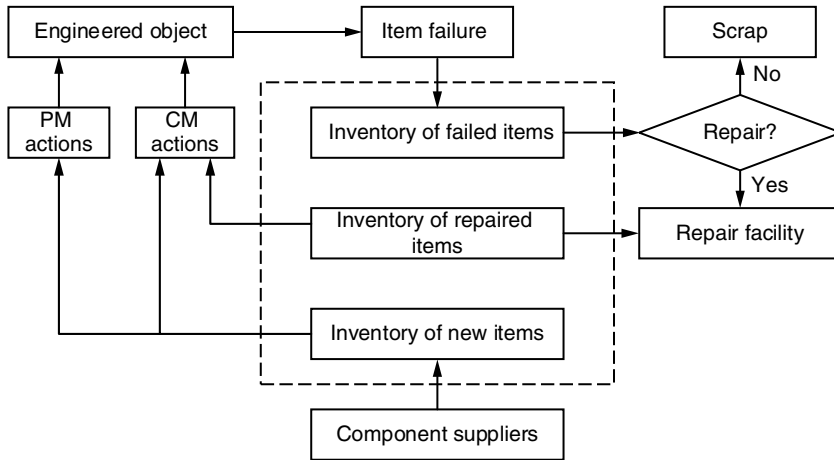 Engineered object
Item failure
Scrap
No
PM
actions
CM
actions
Inventory of failed items
Repair?
Yes
Inventory of repaired
items
Repair facility
Inventory of new items
Component suppliers